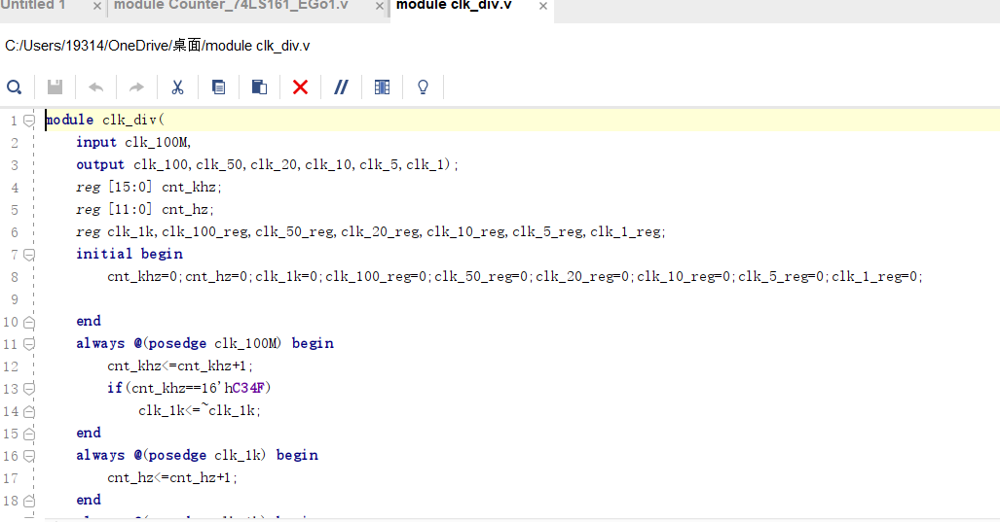 Untitled 1 × module Counter_74LS161_EGo1.v × module clk_div.v ×
C:/Users/19314/OneDrive/桌面/module clk_div.v
1 module clk_div(
2 input clk_100M,
3 output clk_100,clk_50,clk_20,clk_10,clk_5,clk_1);
4 reg [15:0] cnt_khz;
5 reg [11:0] cnt_hz;
6 reg clk_1k,clk_100_reg,clk_50_reg,clk_20_reg,clk_10_reg,clk_5_reg,clk_1_reg;
7 initial begin
8 cnt_khz=0;cnt_hz=0;clk_1k=0;clk_100_reg=0;clk_50_reg=0;clk_20_reg=0;clk_10_reg=0;clk_5_reg=0;clk_1_reg=0;
9
10 end
11 always @(posedge clk_100M) begin
12 cnt_khz<=cnt_khz+1;
13 if(cnt_khz==16'hC34F)
14 clk_1k<=~clk_1k;
15 end
16 always @(posedge clk_1k) begin
17 cnt_hz<=cnt_hz+1;
18 end